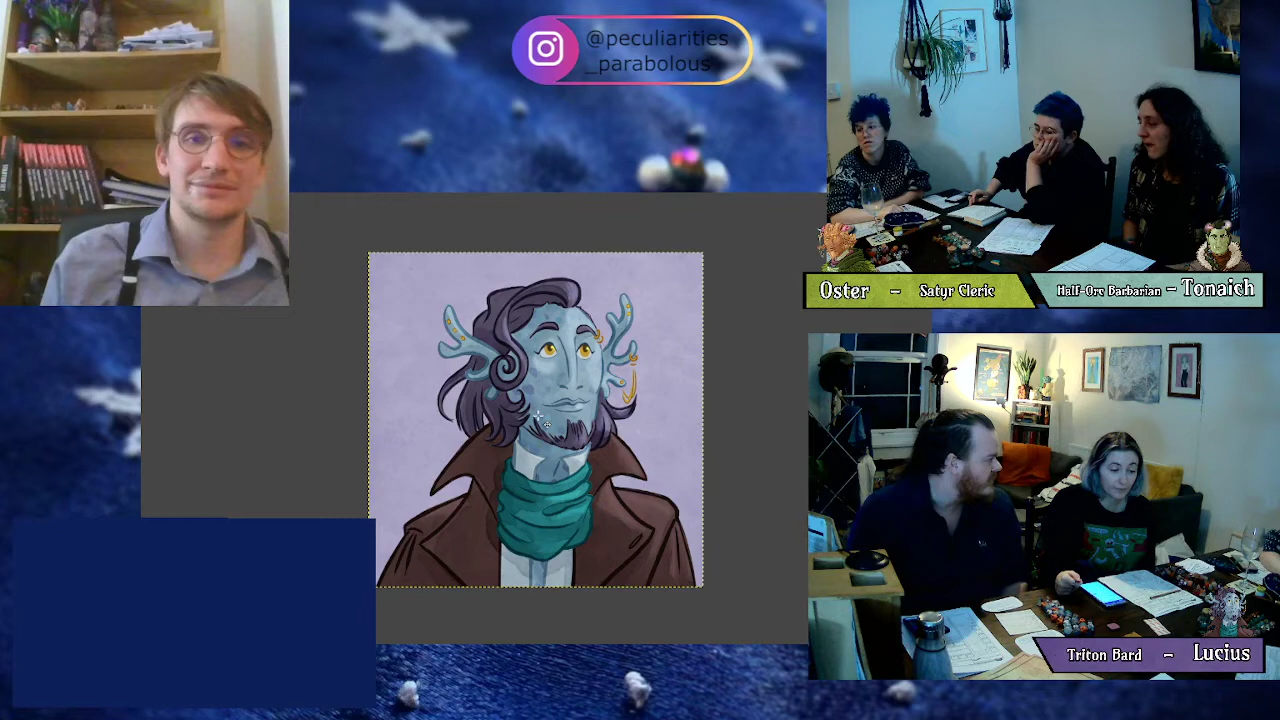 @peculiarities
_parabolous
Oster - Satyr Cleric
Half-Orc Barbarian - Tonaich
Triton Bard - Lucius